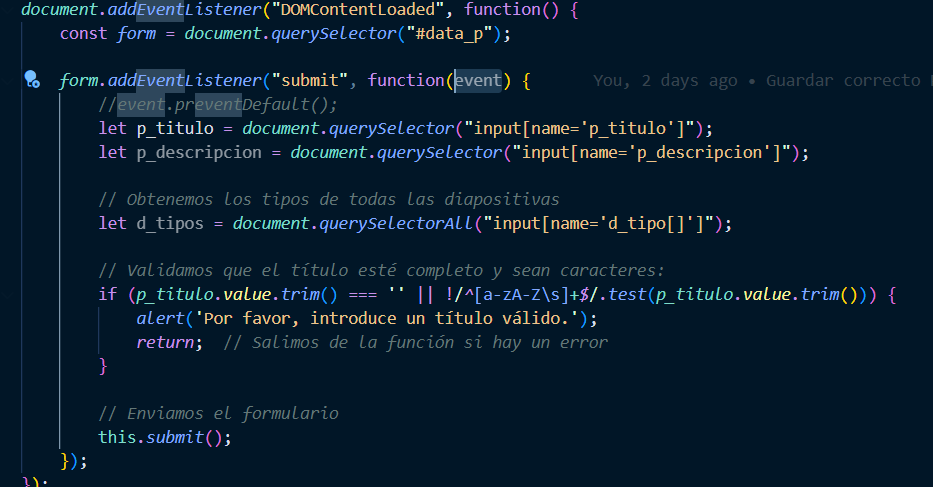 document.addEventListener("DOMContentLoaded", function() {
const form = document.querySelector("#data_p");
form.addEventListener("submit", function(event) { You, 2 days ago • Guardar correcto
//event.preventDefault();
let p_titulo = document.querySelector("input[name='p_titulo']");
let p_descripcion = document.querySelector("input[name='p_descripcion']");
// Obtenemos los tipos de todas las diapositivas
let d_tipos = document.querySelectorAll("input[name='d_tipo[]']");
// Validamos que el título esté completo y sean caracteres:
if (p_titulo.value.trim() === '' || !/^[a-zA-Z\s]+$/.test(p_titulo.value.trim())) {
alert('Por favor, introduce un título válido.');
return; // Salimos de la función si hay un error
}
// Enviamos el formulario
this.submit();
});
});